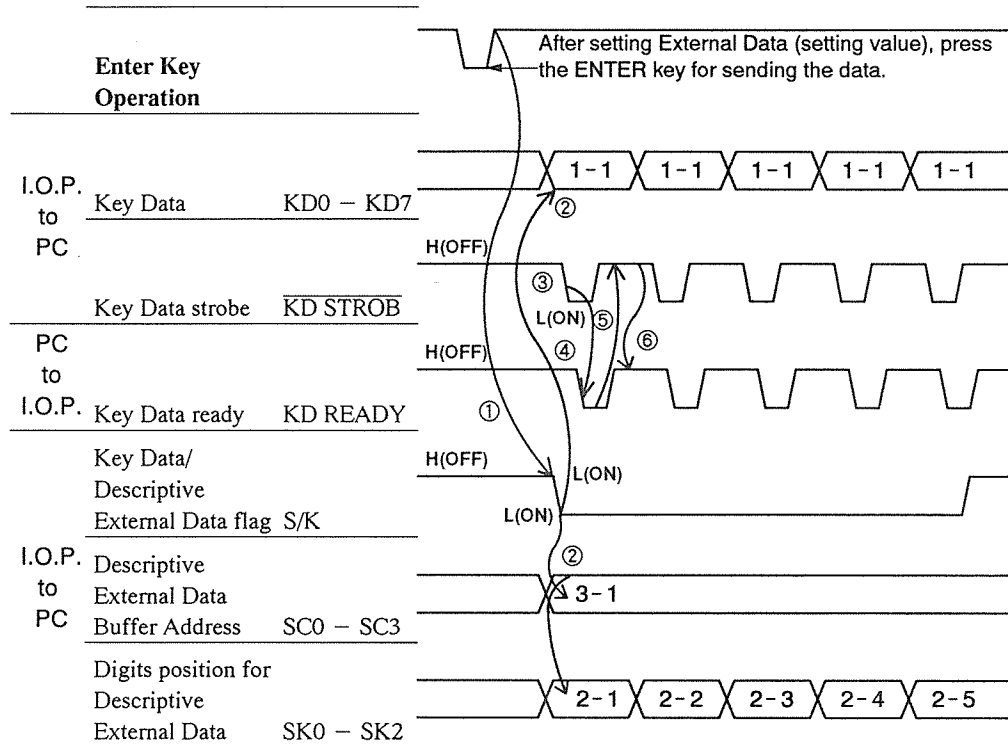 After setting External Data (setting value), press
the ENTER key for sending the data.
Enter Key
Operation
1-1 1-1 1-1 1-1 1-1
I.O.P.
to
PC
Key Data KD0 – KD7
②
H(OFF)
③
L(ON) ⑤
Key Data strobe KD STROB
④ ⑥
PC
to
I.O.P.
H(OFF)
Key Data ready KD READY
①
Key Data/
Descriptive
External Data flag S/K
H(OFF)
L(ON)
L(ON)
I.O.P.
to
PC
Descriptive
External Data
Buffer Address SC0 – SC3
②
3-1
Digits position for
Descriptive
External Data SK0 – SK2
2-1 2-2 2-3 2-4 2-5